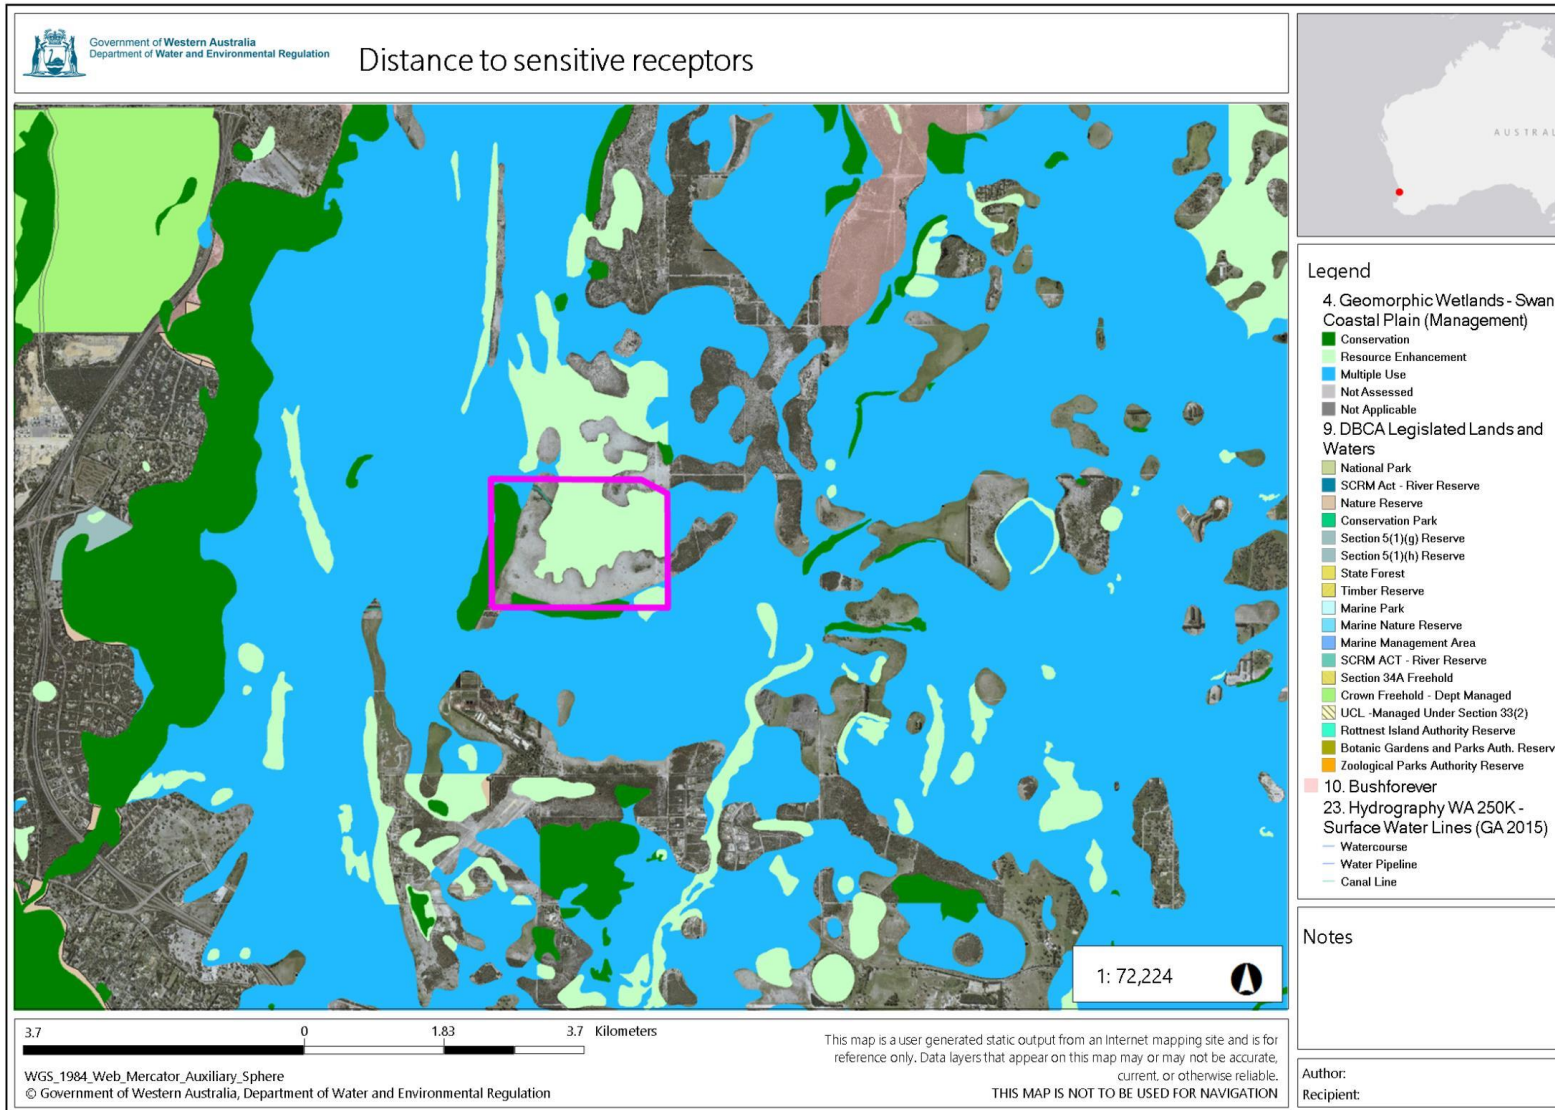 Government of Western Australia
Department of Water and Environmental Regulation
Distance to sensitive receptors
AUSTRAL
Legend
4. Geomorphic Wetlands - Swan
Coastal Plain (Management)
Conservation
Resource Enhancement
Multiple Use
Not Assessed
Not Applicable
9. DBCA Legislated Lands and
Waters
National Park
SCRM Act - River Reserve
Nature Reserve
Conservation Park
Section 5(1)(g) Reserve
Section 5(1)(h) Reserve
State Forest
Timber Reserve
Marine Park
Marine Nature Reserve
Marine Management Area
SCRM ACT - River Reserve
Section 34A Freehold
Crown Freehold - Dept Managed
UCL -Managed Under Section 33(2)
Rottnest Island Authority Reserve
Botanic Gardens and Parks Auth. Reserv
Zoological Parks Authority Reserve
10. Bushforever
23. Hydrography WA 250K -
Surface Water Lines (GA 2015)
Watercourse
Water Pipeline
Canal Line
Notes
1: 72,224
3.7 0 1.83 3.7 Kilometers
WGS_1984_Web_Mercator_Auxiliary_Sphere
© Government of Western Australia, Department of Water and Environmental Regulation
This map is a user generated static output from an Internet mapping site and is for
reference only. Data layers that appear on this map may or may not be accurate,
current, or otherwise reliable.
THIS MAP IS NOT TO BE USED FOR NAVIGATION
Author:
Recipient: